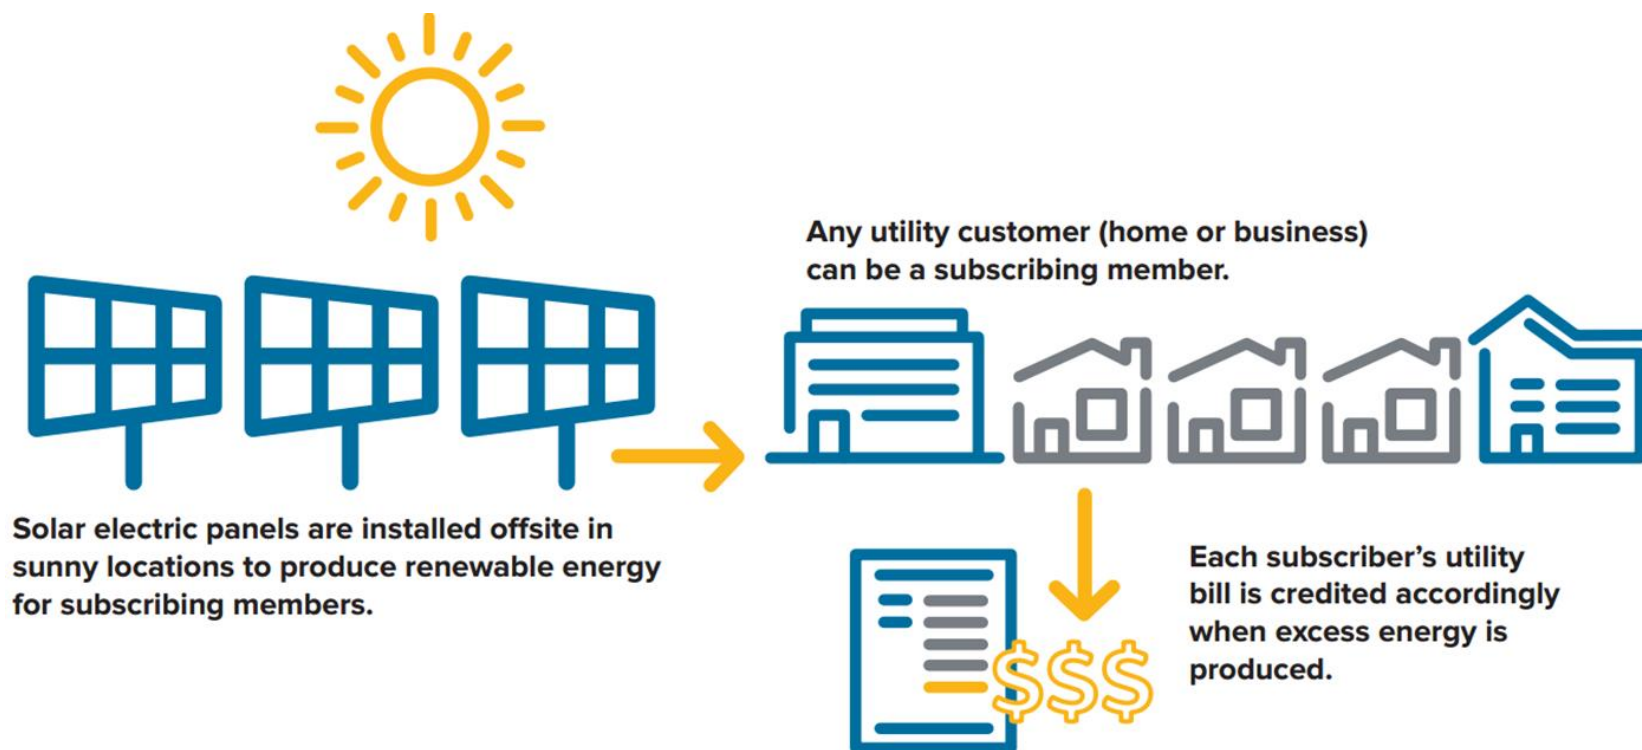 Any utility customer (home or business)
can be a subscribing member.
Solar electric panels are installed offsite in
sunny locations to produce renewable energy
for subscribing members.
Each subscriber’s utility
bill is credited accordingly
when excess energy is
produced.
$$$